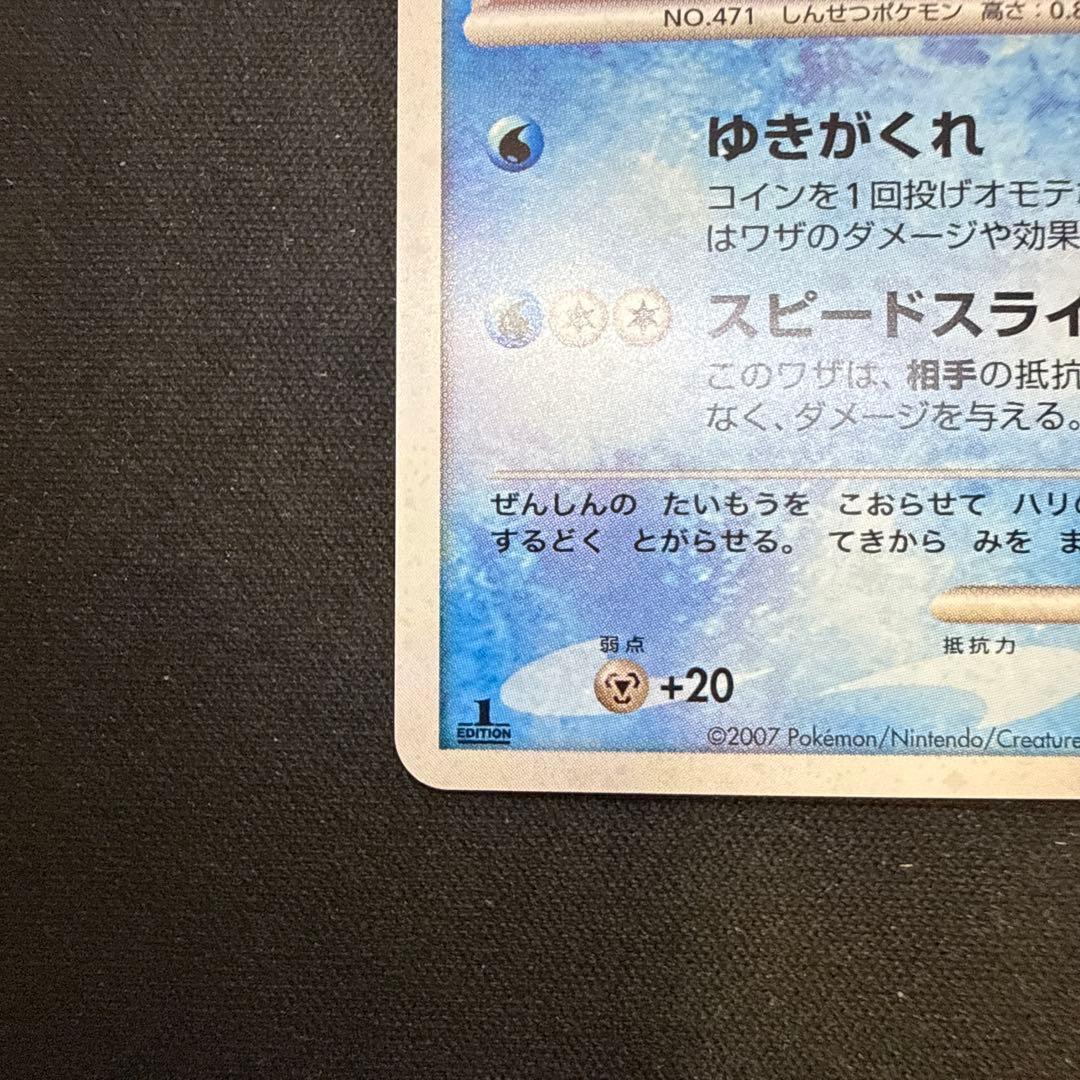 NO.471 しんせつポケモン 高さ：0.8
ゆきがくれ
コインを1回投げオモテ
はワザのダメージや効果
スピードスライ
このワザは、相手の抵抗
なく、ダメージを与える。
ぜんしんの たいもうを こおらせて ハリの
するどく とがらせる。 てきから みを ま
弱点 抵抗力
+20
1
EDITION
©2007 Pokémon/Nintendo/Creature